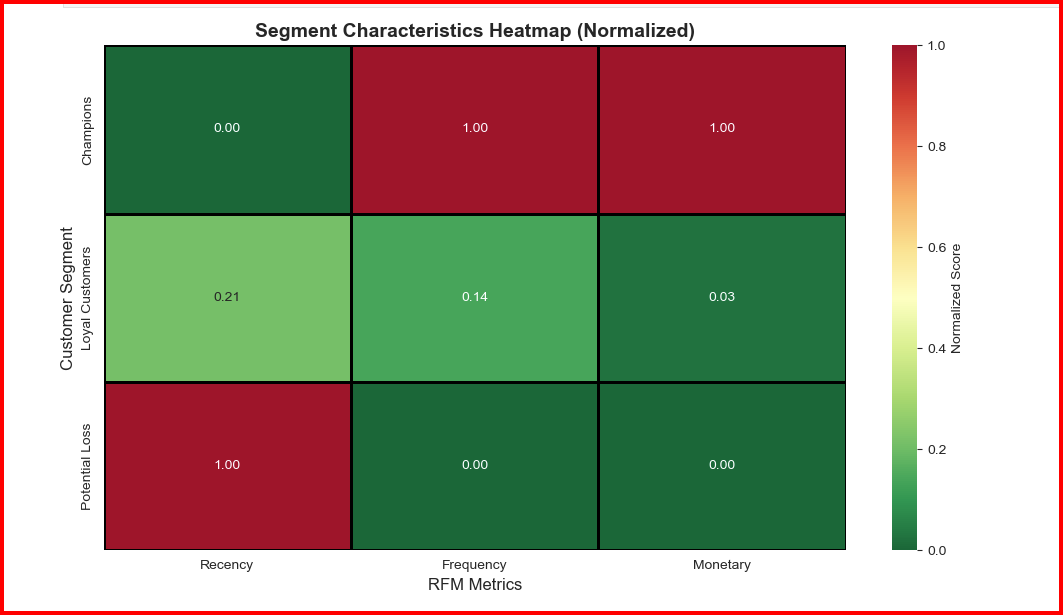 Segment Characteristics Heatmap (Normalized)
Customer Segment
Champions
0.00
1.00
1.00
Loyal Customers
0.21
0.14
0.03
Potential Loss
1.00
0.00
0.00
Recency
Frequency
Monetary
RFM Metrics
1.0
0.8
0.6
0.4
0.2
0.0
Normalized Score